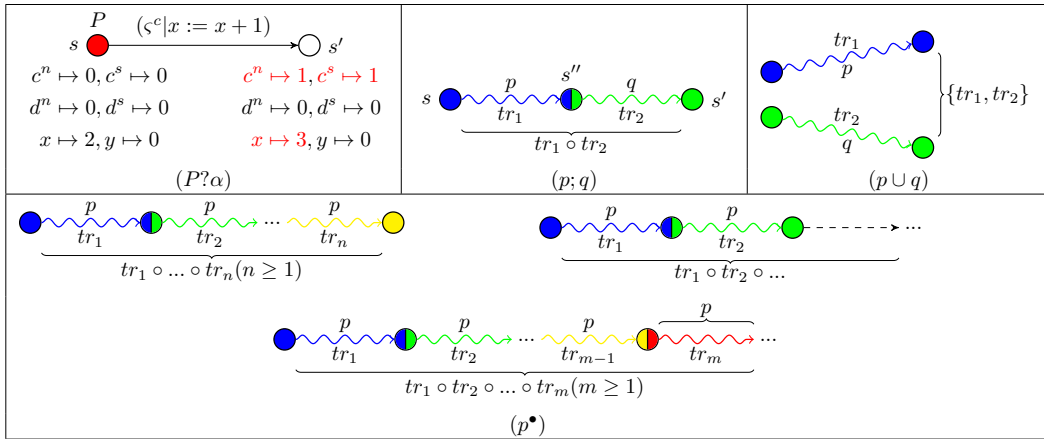 P
(ς^c|x := x + 1)
s s′
c^n ↦ 0, c^s ↦ 0 c^n ↦ 1, c^s ↦ 1
d^n ↦ 0, d^s ↦ 0 d^n ↦ 0, d^s ↦ 0
x ↦ 2, y ↦ 0 x ↦ 3, y ↦ 0
(P?α)
p s″ q
s s′
tr_1 tr_2
tr_1 ∘ tr_2
(p; q)
tr_1
p
{tr_1, tr_2}
tr_2
q
(p ∪ q)
p p ... p
tr_1 tr_2 tr_n
tr_1 ∘ ... ∘ tr_n(n ≥ 1)
p p ...
tr_1 tr_2
tr_1 ∘ tr_2 ∘ ...
p
p p ... p ...
tr_1 tr_2 tr_{m−1} tr_m
tr_1 ∘ tr_2 ∘ ... ∘ tr_m(m ≥ 1)
(p^●)